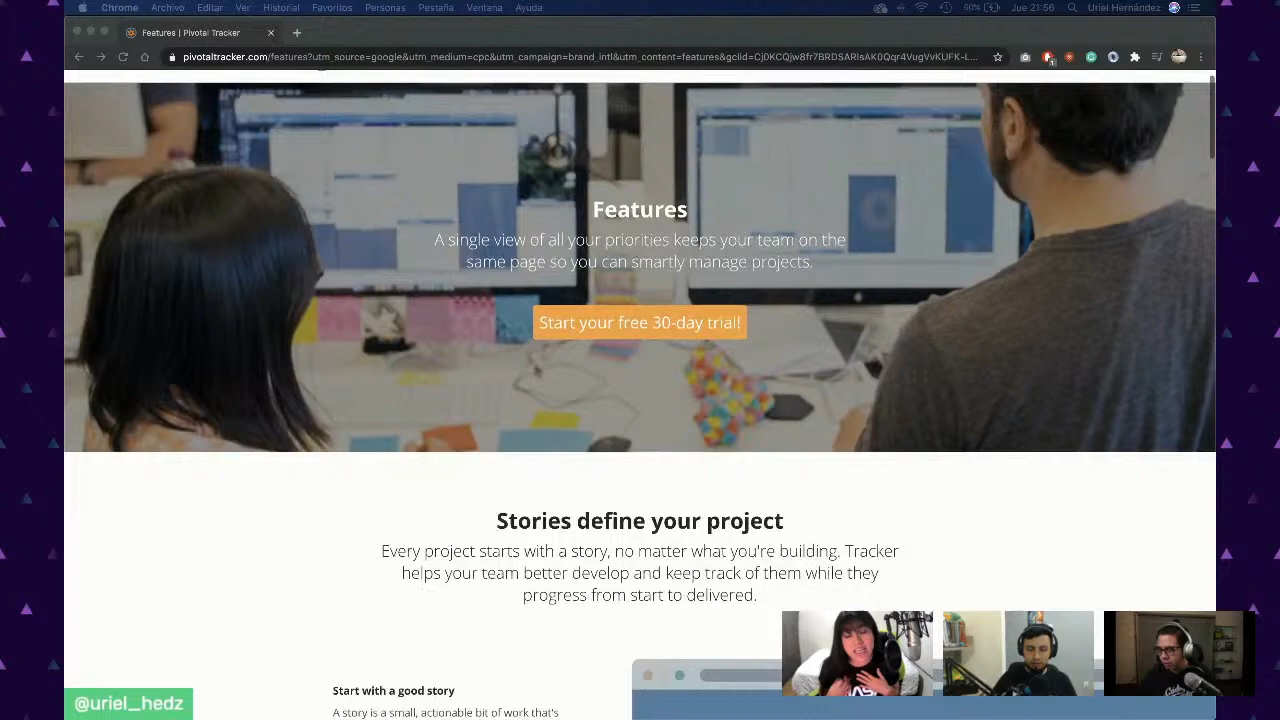 Chrome Archivo Editar Ver Historial Favoritos Personas Pestaña Ventana Ayuda 90% Jue 21:56 Uriel Hernández
Features | Pivotal Tracker
pivotaltracker.com/features?utm_source=google&utm_medium=cpc&utm_campaign=brand_intl&utm_content=features&gclid=Cj0KCQjw8fr7BRDSARIsAK0Qqr4VugVvKUFK-L...
Features
A single view of all your priorities keeps your team on the
same page so you can smartly manage projects.
Start your free 30-day trial!
Stories define your project
Every project starts with a story, no matter what you're building. Tracker
helps your team better develop and keep track of them while they
progress from start to delivered.
Start with a good story
A story is a small, actionable bit of work that's
@uriel_hedz